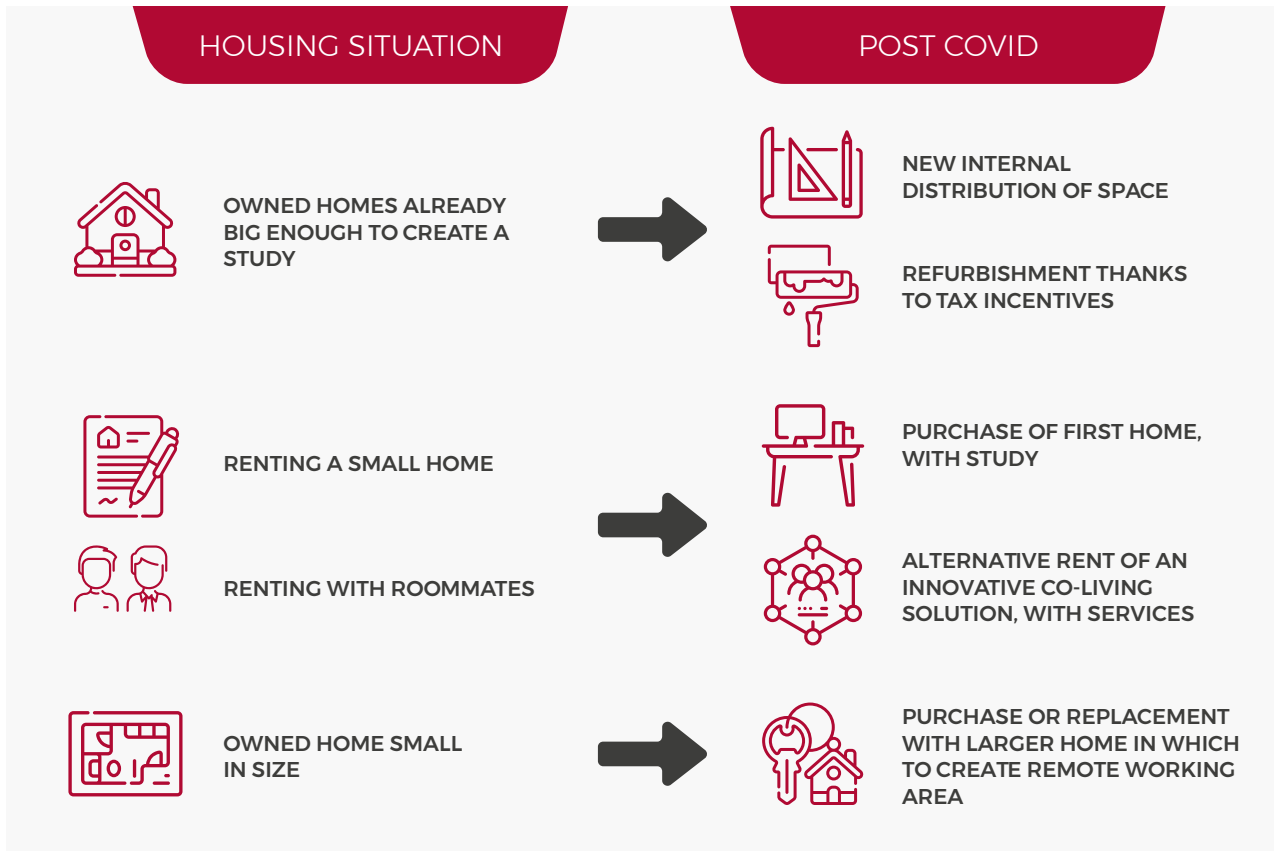 HOUSING SITUATION
POST COVID
OWNED HOMES ALREADY
BIG ENOUGH TO CREATE A
STUDY
NEW INTERNAL
DISTRIBUTION OF SPACE
REFURBISHMENT THANKS
TO TAX INCENTIVES
RENTING A SMALL HOME
RENTING WITH ROOMMATES
PURCHASE OF FIRST HOME,
WITH STUDY
ALTERNATIVE RENT OF AN
INNOVATIVE CO-LIVING
SOLUTION, WITH SERVICES
OWNED HOME SMALL
IN SIZE
PURCHASE OR REPLACEMENT
WITH LARGER HOME IN WHICH
TO CREATE REMOTE WORKING
AREA